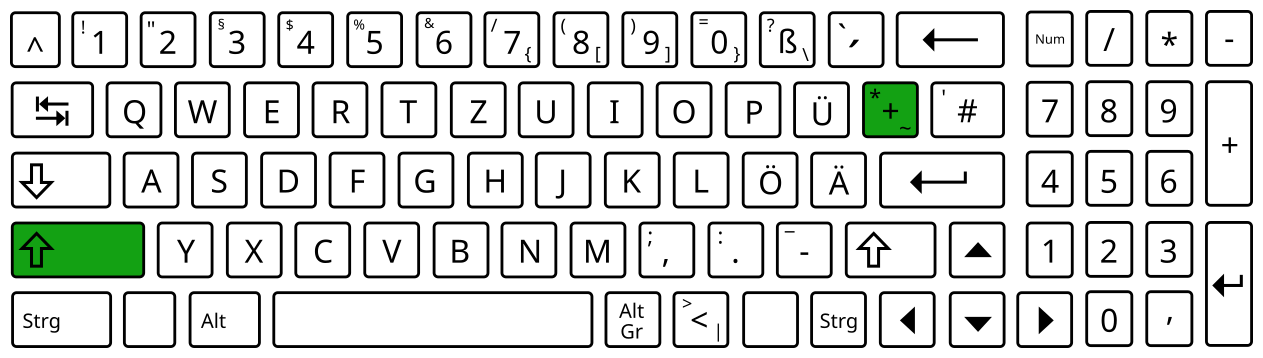 ^ ! 1 " 2 § 3 $ 4 % 5 & 6 / 7 { ( 8 [ ) 9 ] = 0 } ? ß \ ` ´ Num / * -
Q W E R T Z U I O P Ü * + ~ ' # 7 8 9 +
A S D F G H J K L Ö Ä 4 5 6
Y X C V B N M ; , : . _ - 1 2 3
Strg Alt Alt Gr > < | Strg 0 ,